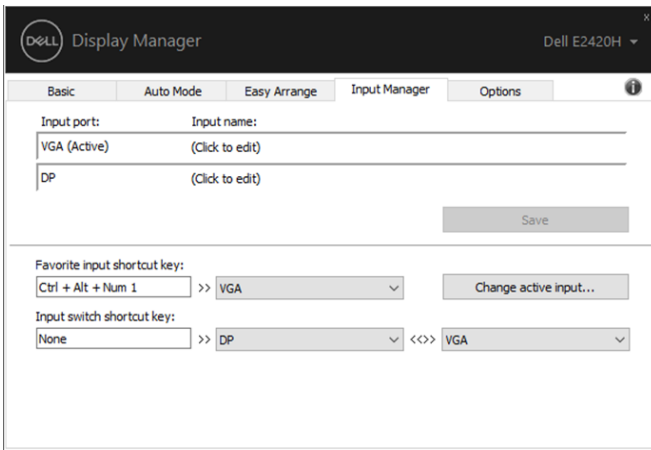 DELL Display Manager Dell E2420H
x
Basic Auto Mode Easy Arrange Input Manager Options i
Input port: Input name:
VGA (Active) (Click to edit)
DP (Click to edit)
Save
Favorite input shortcut key:
Ctrl + Alt + Num 1 >> VGA Change active input...
Input switch shortcut key:
None >> DP <<>> VGA